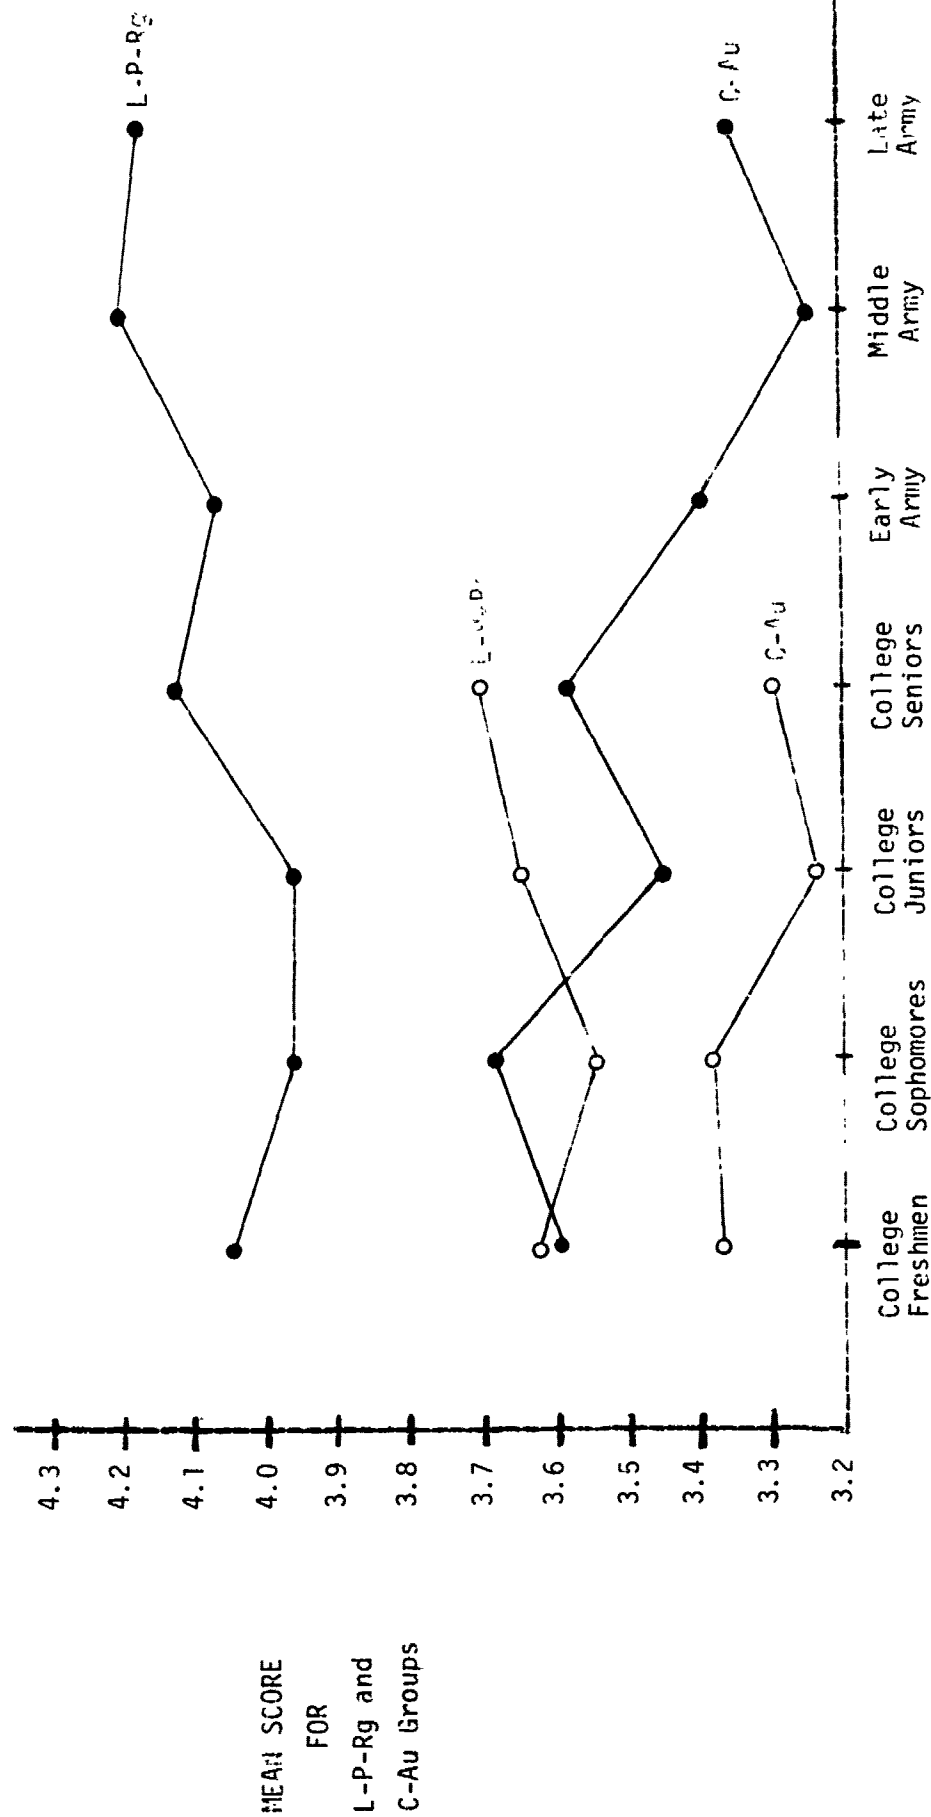 MEAN SCORE
FOR
L-P-Rg and
C-Au Groups
4.3
4.2
4.1
4.0
3.9
3.8
3.7
3.6
3.5
3.4
3.3
3.2
L-P-Rg
C-Au
C-Au
College
Freshmen
College
Sophomores
College
Juniors
College
Seniors
Early
Army
Middle
Army
Late
Army